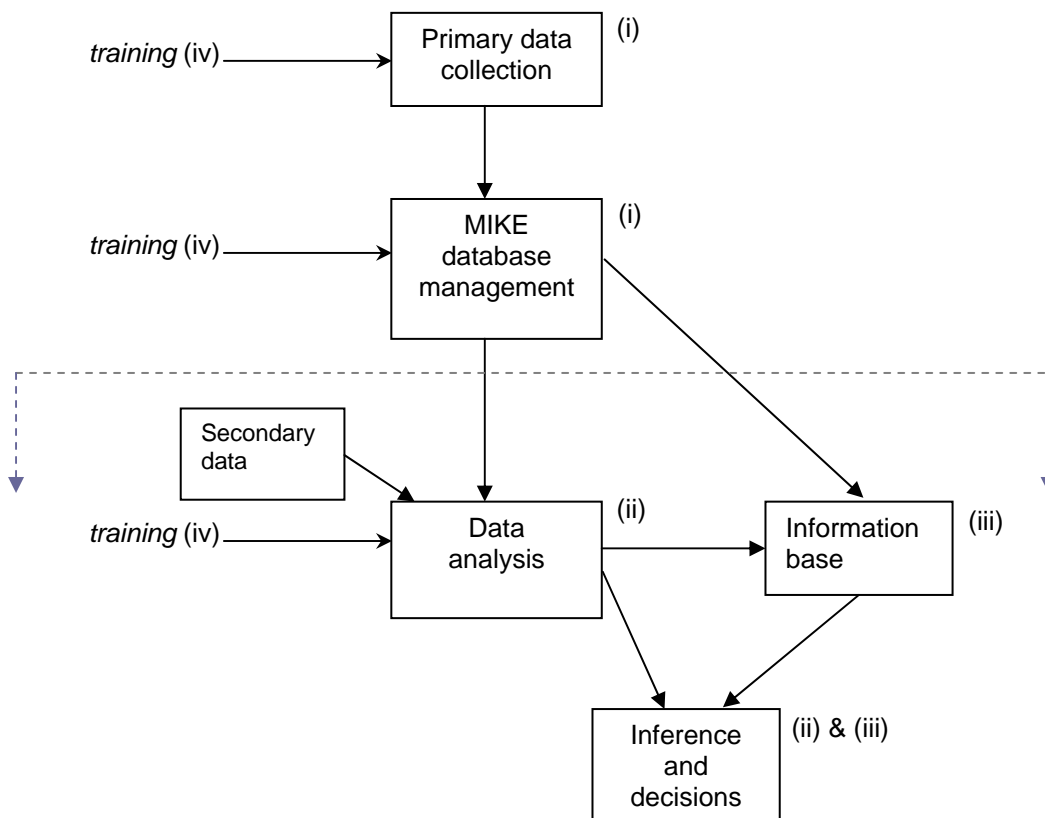 Primary data
collection
(i)
training (iv)
MIKE
database
management
(i)
training (iv)
Secondary
data
Data
analysis
(ii)
training (iv)
Information
base
(iii)
Inference
and
decisions
(ii) & (iii)